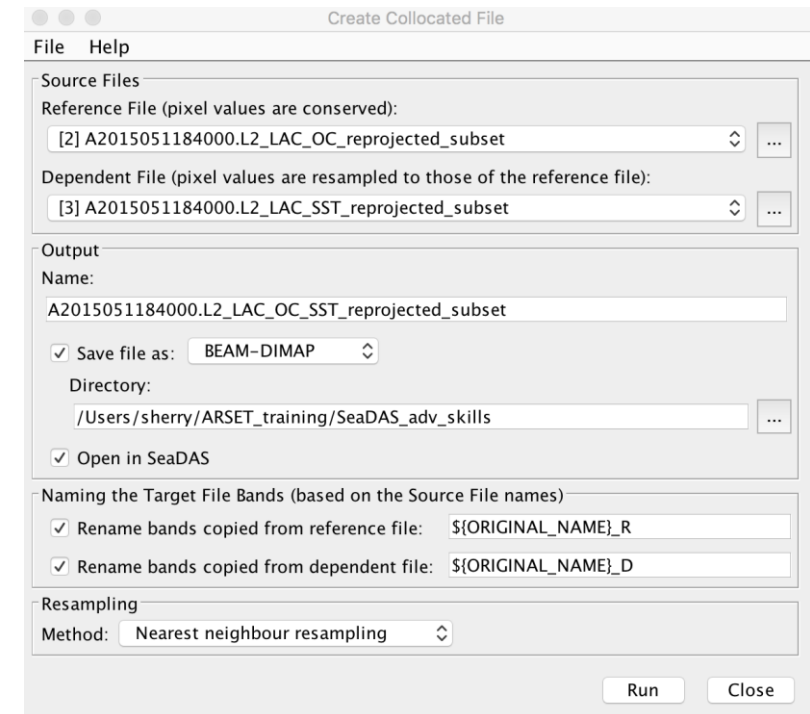 Create Collocated File
File Help
Source Files
Reference File (pixel values are conserved):
[2] A2015051184000.L2_LAC_OC_reprojected_subset ...
Dependent File (pixel values are resampled to those of the reference file):
[3] A2015051184000.L2_LAC_SST_reprojected_subset ...
Output
Name:
A2015051184000.L2_LAC_OC_SST_reprojected_subset
Save file as: BEAM-DIMAP
Directory:
/Users/sherry/ARSET_training/SeaDAS_adv_skills ...
Open in SeaDAS
Naming the Target File Bands (based on the Source File names)
Rename bands copied from reference file: ${ORIGINAL_NAME}_R
Rename bands copied from dependent file: ${ORIGINAL_NAME}_D
Resampling
Method: Nearest neighbour resampling
Run Close